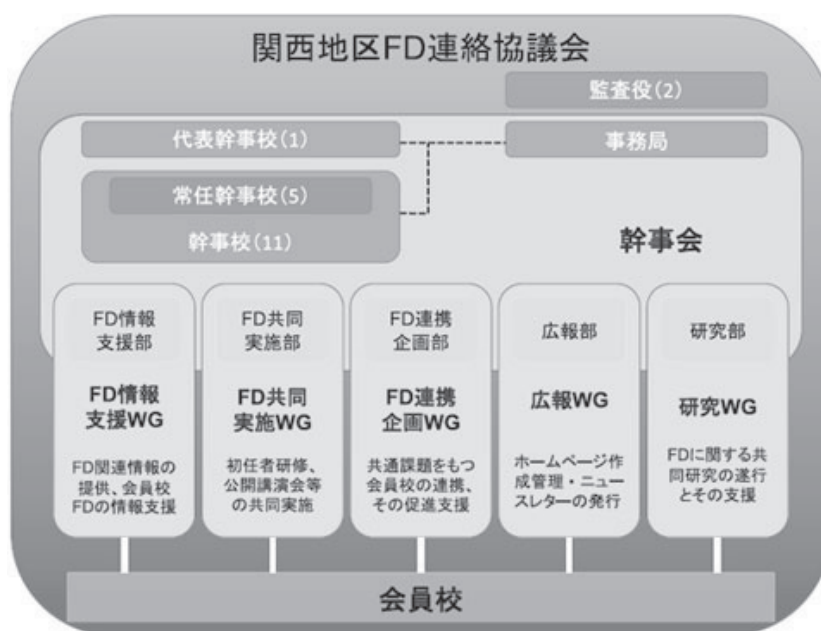 関西地区FD連絡協議会
監査役(2)
代表幹事校(1)
事務局
常任幹事校(5)
幹事校(11)
幹事会
FD情報
支援部
FD情報
支援WG
FD関連情報の
提供、会員校
FDの情報支援
FD共同
実施部
FD共同
実施WG
初任者研修、
公開講演会等
の共同実施
FD連携
企画部
FD連携
企画WG
共通課題をもつ
会員校の連携、
その促進支援
広報部
広報WG
ホームページ作
成管理・ニュー
スレターの発行
研究部
研究WG
FDに関する共
同研究の遂行
とその支援
会員校